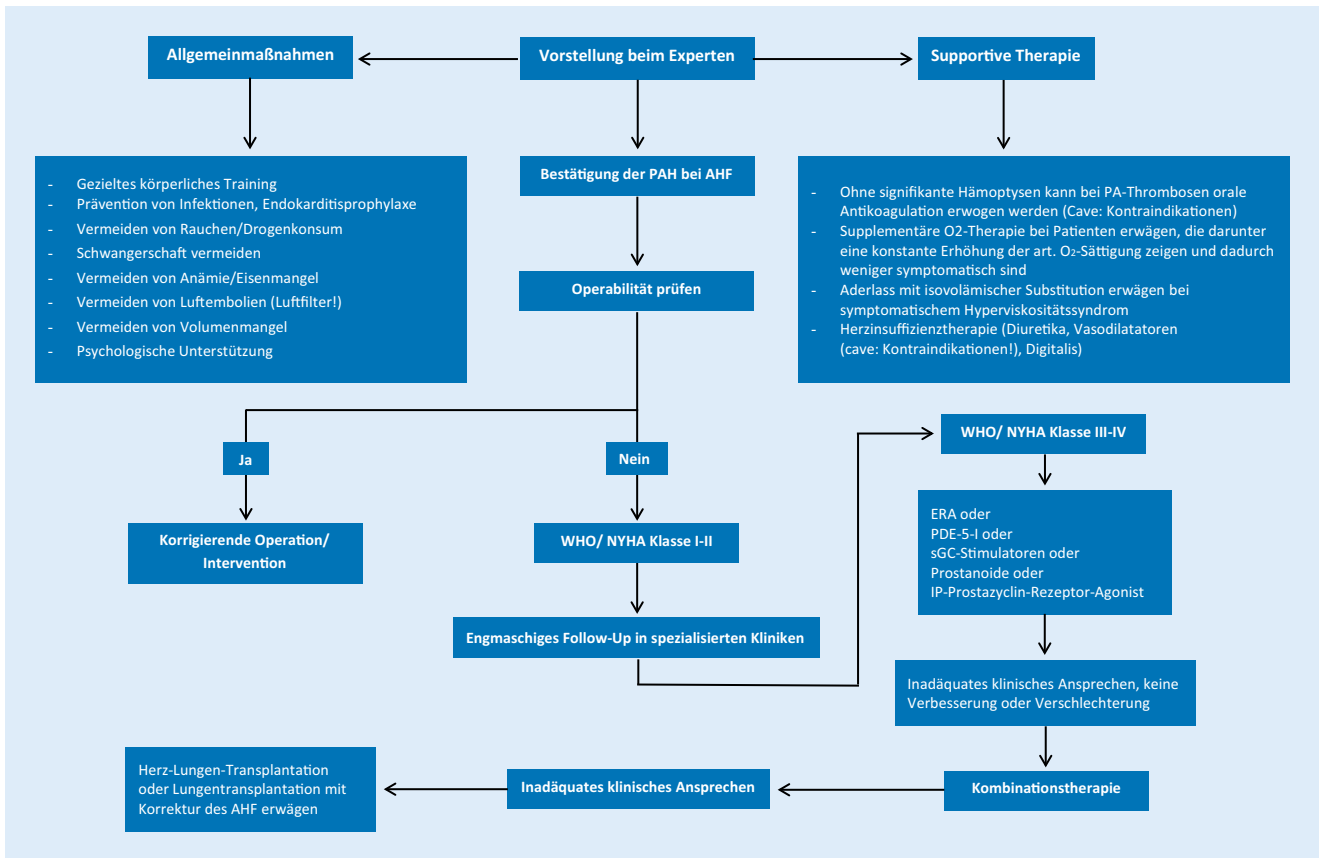 Allgemeinmaßnahmen
Vorstellung beim Experten
Supportive Therapie
- Gezieltes körperliches Training
- Prävention von Infektionen, Endokarditisprophylaxe
- Vermeiden von Rauchen/Drogenkonsum
- Schwangerschaft vermeiden
- Vermeiden von Anämie/Eisenmangel
- Vermeiden von Luftembolien (Luftfilter!)
- Vermeiden von Volumenmangel
- Psychologische Unterstützung
Bestätigung der PAH bei AHF
Operabilität prüfen
- Ohne signifikante Hämoptysen kann bei PA-Thrombosen orale
Antikoagulation erwogen werden (Cave: Kontraindikationen)
- Supplementäre O2-Therapie bei Patienten erwägen, die darunter
eine konstante Erhöhung der art. O₂-Sättigung zeigen und dadurch
weniger symptomatisch sind
- Aderlass mit isovolämischer Substitution erwägen bei
symptomatischem Hyperviskositätssyndrom
- Herzinsuffizienztherapie (Diuretika, Vasodilatatoren
(cave: Kontraindikationen!), Digitalis)
Ja
Nein
Korrigierende Operation/
Intervention
WHO/ NYHA Klasse I-II
Engmaschiges Follow-Up in spezialisierten Kliniken
WHO/ NYHA Klasse III-IV
ERA oder
PDE-5-I oder
sGC-Stimulatoren oder
Prostanoide oder
IP-Prostazyclin-Rezeptor-Agonist
Inadäquates klinisches Ansprechen, keine
Verbesserung oder Verschlechterung
Kombinationstherapie
Inadäquates klinisches Ansprechen
Herz-Lungen-Transplantation
oder Lungentransplantation mit
Korrektur des AHF erwägen